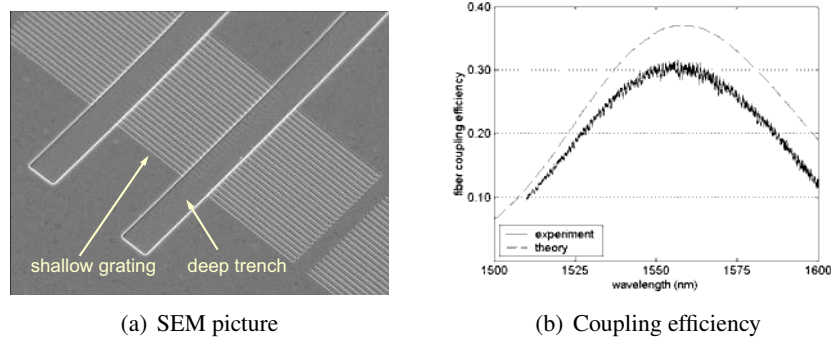 shallow grating
deep trench
(a) SEM picture
0.40
0.30
0.20
0.10
.00
fiber coupling efficiency
experiment
theory
1500
1525
1550
1575
1600
wavelength (nm)
(b) Coupling efficiency